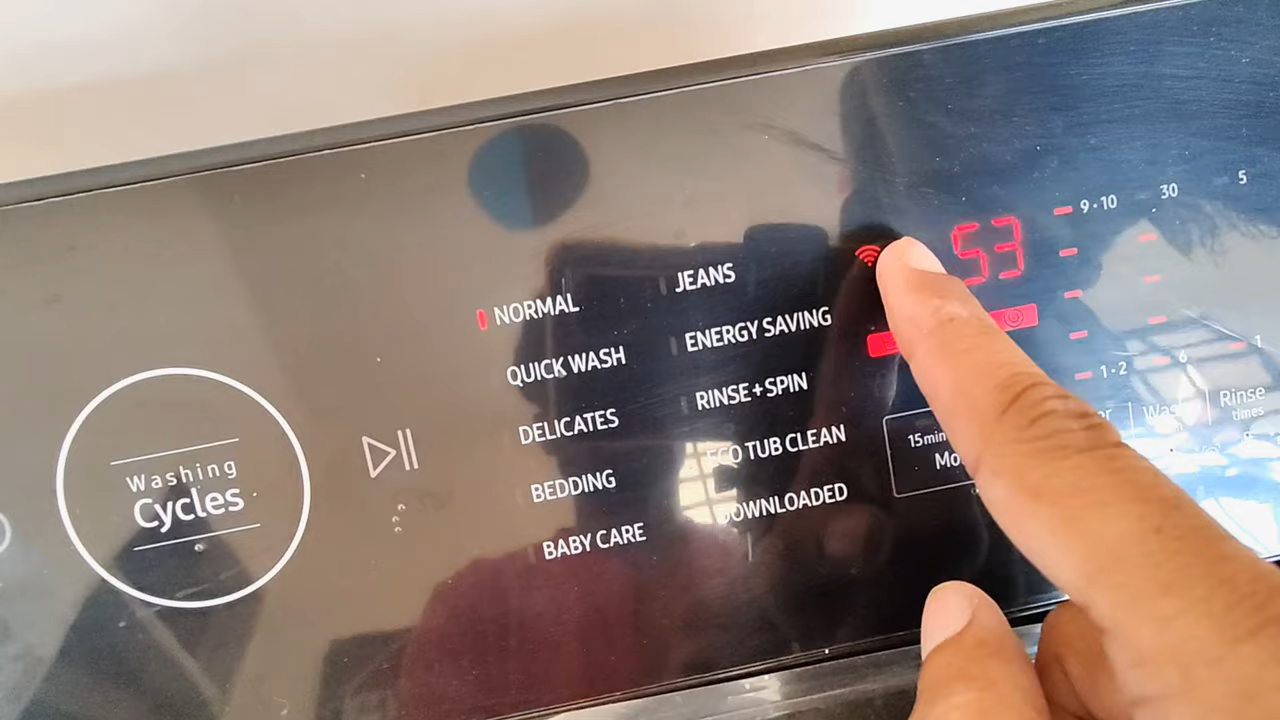 Washing
Cycles
NORMAL
QUICK WASH
DELICATES
BEDDING
BABY CARE
JEANS
ENERGY SAVING
RINSE+SPIN
ECO TUB CLEAN
DOWNLOADED
53
9·10 30 5
1·2 6 1
15min
Rinse
times